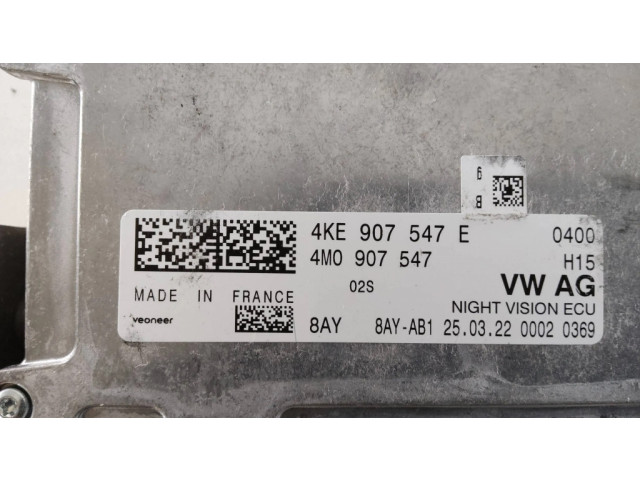 9
B
4KE 907 547 E 0400
4M0 907 547 H15
02S VW AG
MADE IN FRANCE NIGHT VISION ECU
veoneer 8AY 8AY-AB1 25.03.22 0002 0369